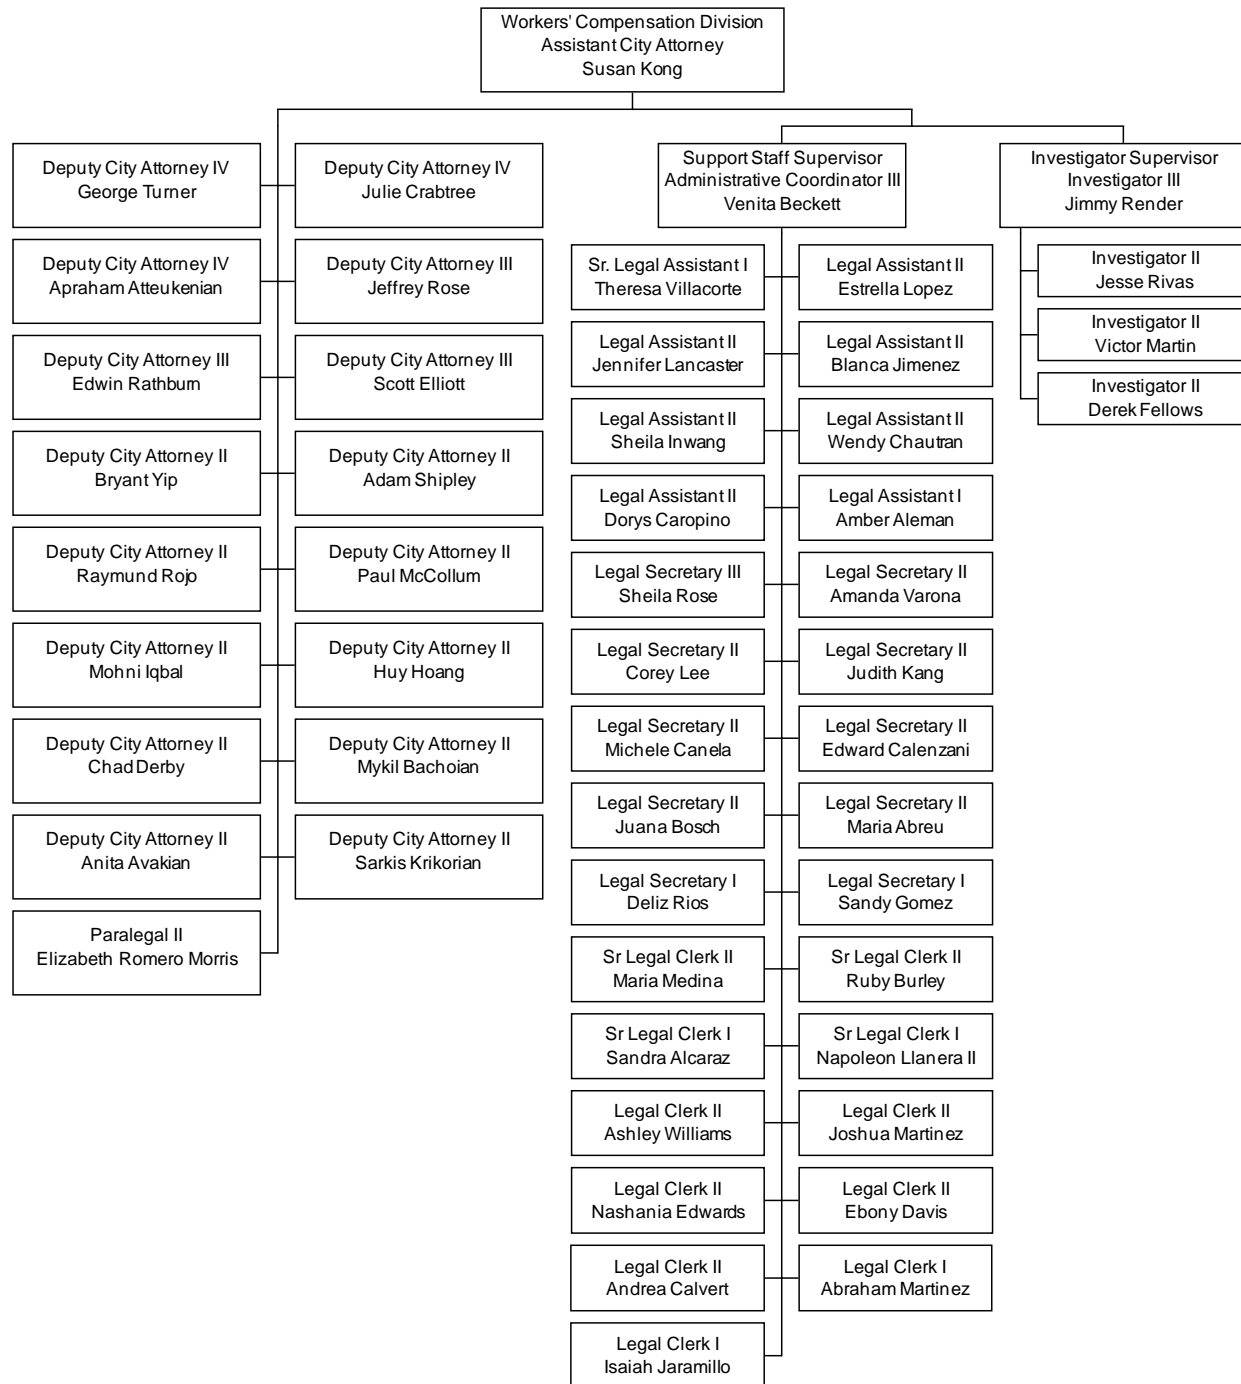 Workers' Compensation Division
Assistant City Attorney
Susan Kong
Deputy City Attorney IV
George Turner
Deputy City Attorney IV
Julie Crabtree
Deputy City Attorney IV
Apraham Atteukenian
Deputy City Attorney III
Jeffrey Rose
Deputy City Attorney III
Edwin Rathburn
Deputy City Attorney III
Scott Elliott
Deputy City Attorney II
Bryant Yip
Deputy City Attorney II
Adam Shipley
Deputy City Attorney II
Raymund Rojo
Deputy City Attorney II
Paul McCollum
Deputy City Attorney II
Mohni Iqbal
Deputy City Attorney II
Huy Hoang
Deputy City Attorney II
Chad Derby
Deputy City Attorney II
Mykil Bachoian
Deputy City Attorney II
Anita Avakian
Deputy City Attorney II
Sarkis Krikorian
Paralegal II
Elizabeth Romero Morris
Support Staff Supervisor
Administrative Coordinator III
Venita Beckett
Sr. Legal Assistant I
Theresa Villacorte
Legal Assistant II
Estrella Lopez
Legal Assistant II
Jennifer Lancaster
Legal Assistant II
Blanca Jimenez
Legal Assistant II
Sheila Inwang
Legal Assistant II
Wendy Chautran
Legal Assistant II
Dorys Caropino
Legal Assistant I
Amber Aleman
Legal Secretary III
Sheila Rose
Legal Secretary II
Amanda Varona
Legal Secretary II
Corey Lee
Legal Secretary II
Judith Kang
Legal Secretary II
Michele Canela
Legal Secretary II
Edward Calenzani
Legal Secretary II
Juana Bosch
Legal Secretary II
Maria Abreu
Legal Secretary I
Deliz Rios
Legal Secretary I
Sandy Gomez
Sr Legal Clerk II
Maria Medina
Sr Legal Clerk II
Ruby Burley
Sr Legal Clerk I
Sandra Alcaraz
Sr Legal Clerk I
Napoleon Llanera II
Legal Clerk II
Ashley Williams
Legal Clerk II
Joshua Martinez
Legal Clerk II
Nashania Edwards
Legal Clerk II
Ebony Davis
Legal Clerk II
Andrea Calvert
Legal Clerk I
Abraham Martinez
Legal Clerk I
Isaiah Jaramillo
Investigator Supervisor
Investigator III
Jimmy Render
Investigator II
Jesse Rivas
Investigator II
Victor Martin
Investigator II
Derek Fellows